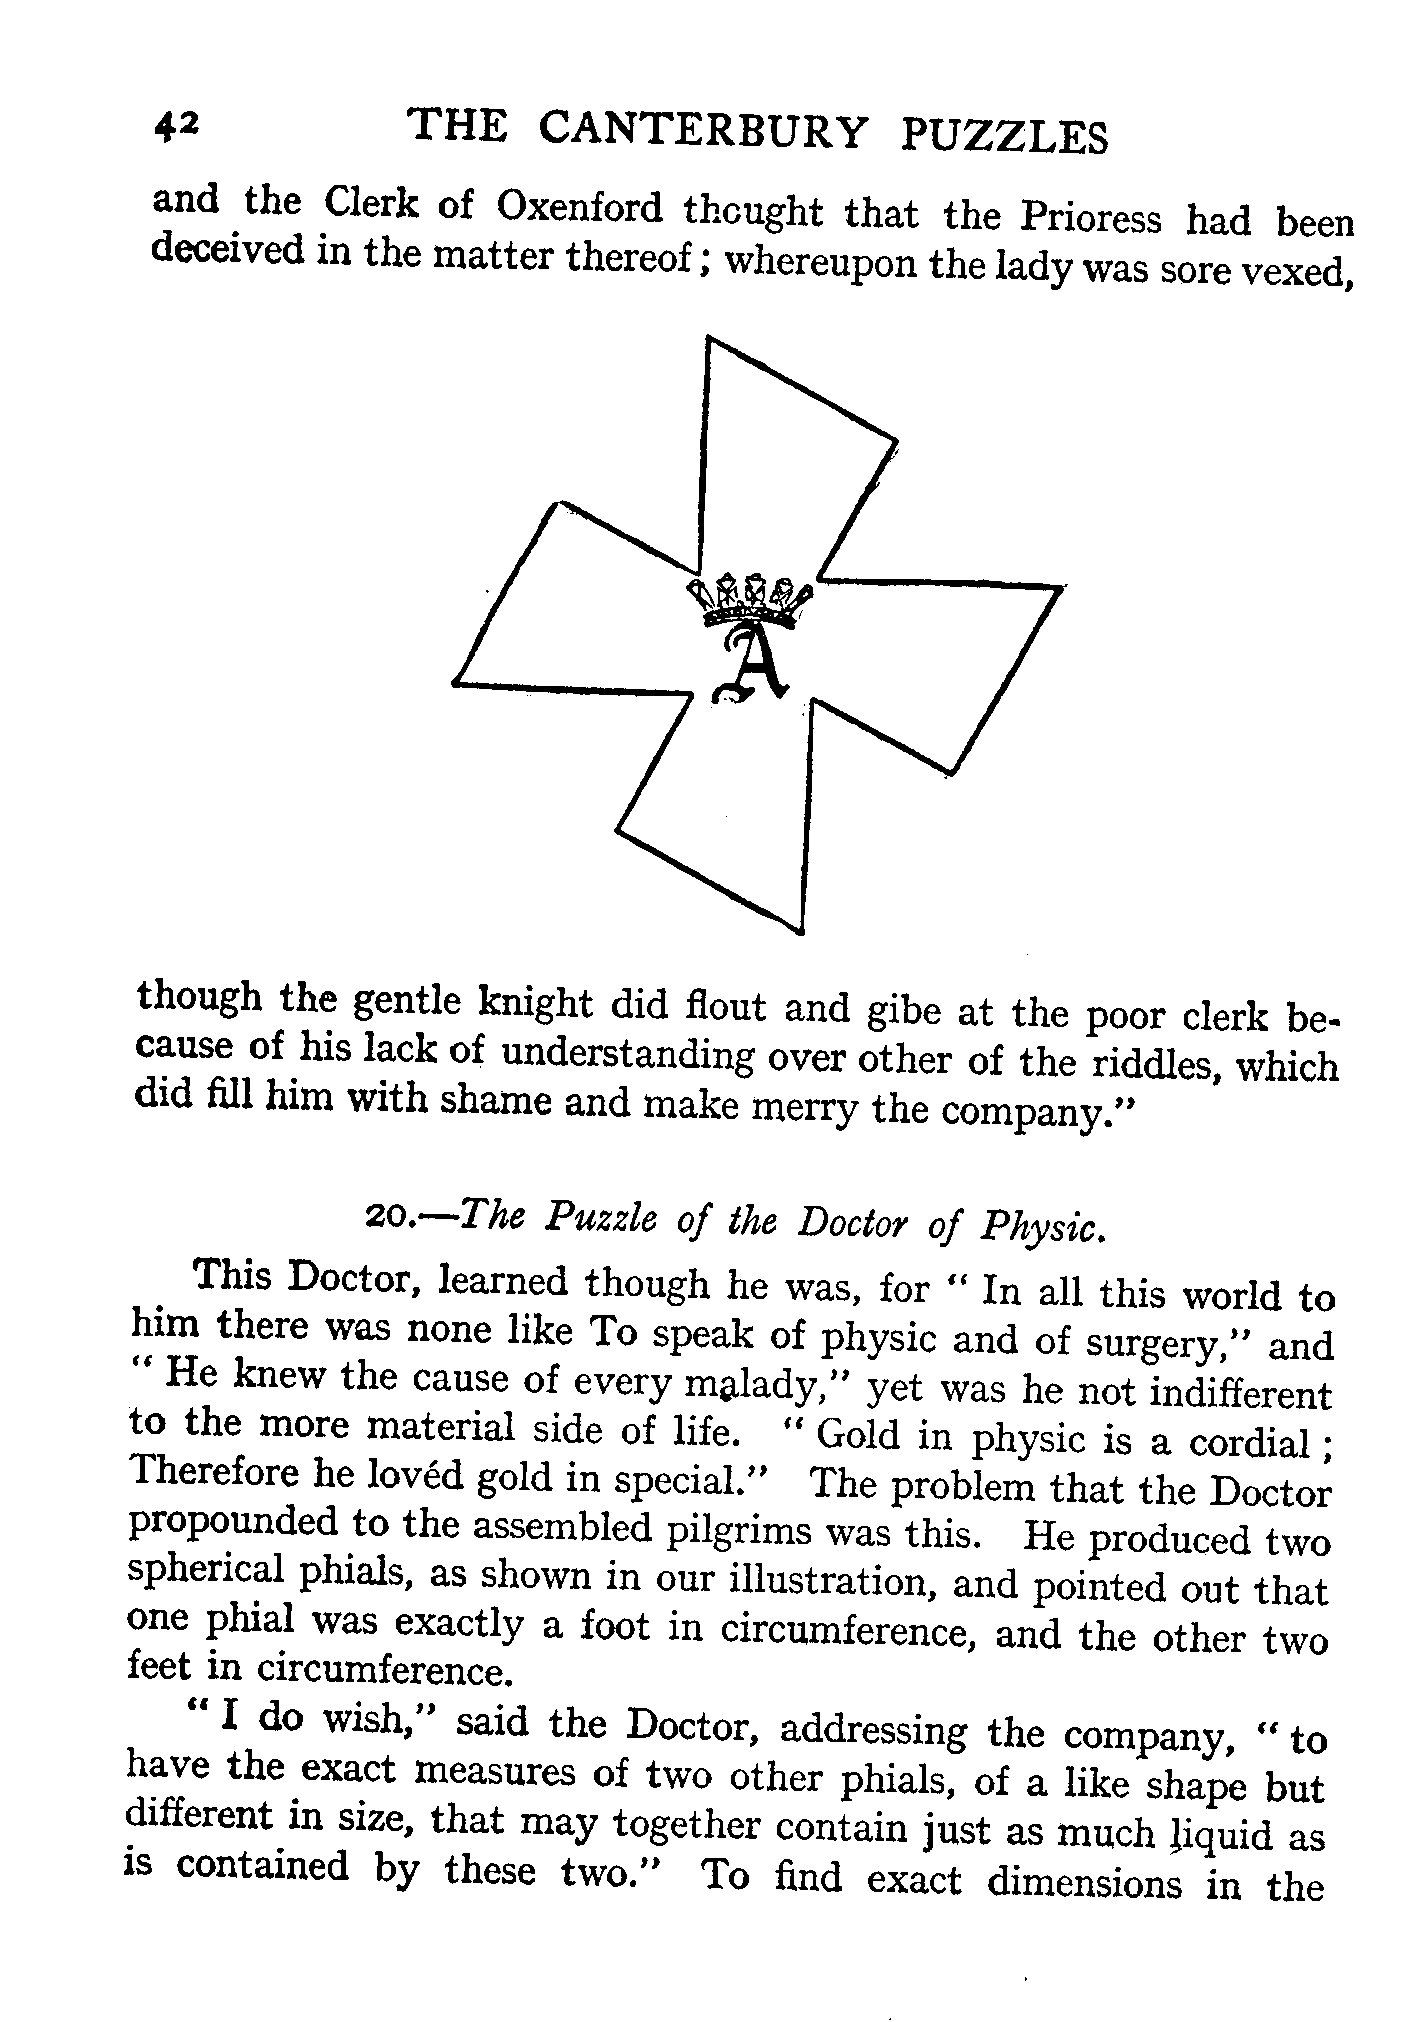 42 THE CANTERBURY PUZZLES
and the Clerk of Oxenford thought that the Prioress had been
deceived in the matter thereof; whereupon the lady was sore vexed,
A
though the gentle knight did flout and gibe at the poor clerk be-
cause of his lack of understanding over other of the riddles, which
did fill him with shame and make merry the company."
20.—The Puzzle of the Doctor of Physic.
This Doctor, learned though he was, for " In all this world to
him there was none like To speak of physic and of surgery," and
" He knew the cause of every malady," yet was he not indifferent
to the more material side of life. " Gold in physic is a cordial ;
Therefore he lovéd gold in special." The problem that the Doctor
propounded to the assembled pilgrims was this. He produced two
spherical phials, as shown in our illustration, and pointed out that
one phial was exactly a foot in circumference, and the other two
feet in circumference.
" I do wish," said the Doctor, addressing the company, " to
have the exact measures of two other phials, of a like shape but
different in size, that may together contain just as much liquid as
is contained by these two." To find exact dimensions in the